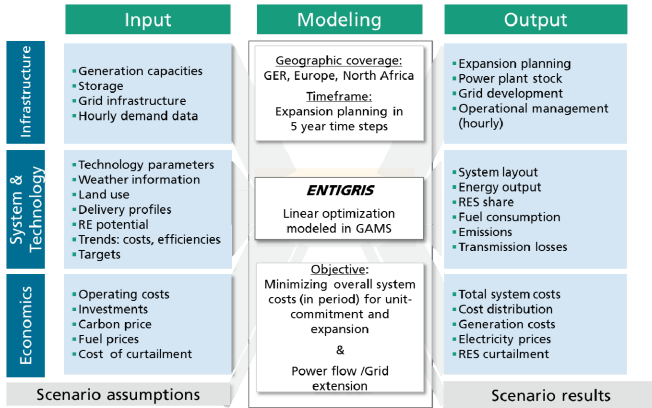 Input
Modeling
Output
Infrastructure
▪ Generation capacities
▪ Storage
▪ Grid infrastructure
▪ Hourly demand data
Geographic coverage:
GER, Europe, North Africa
Timeframe:
Expansion planning in
5 year time steps
▪ Expansion planning
▪ Power plant stock
▪ Grid development
▪ Operational management
(hourly)
System &
Technology
▪ Technology parameters
▪ Weather information
▪ Land use
▪ Delivery profiles
▪ RE potential
▪ Trends: costs, efficiencies
▪ Targets
ENTIGRIS
Linear optimization
modeled in GAMS
▪ System layout
▪ Energy output
▪ RES share
▪ Fuel consumption
▪ Emissions
▪ Transmission losses
Economics
▪ Operating costs
▪ Investments
▪ Carbon price
▪ Fuel prices
▪ Cost of curtailment
Objective:
Minimizing overall system
costs (in period) for unit-
commitment and
expansion
&
Power flow /Grid
extension
▪ Total system costs
▪ Cost distribution
▪ Generation costs
▪ Electricity prices
▪ RES curtailment
Scenario assumptions
Scenario results